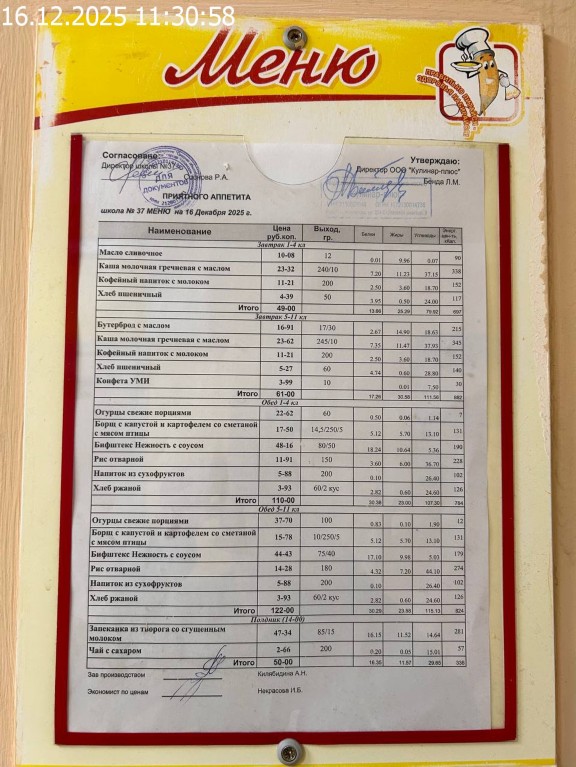 16.12.2025 11:30:58
Меню
Согласовано: Утверждаю:
Директор школы №37 Директор ООО "Кулинар-плюс"
Р.А. Бенда Л.М.
для документов
ПРИЯТНОГО АППЕТИТА
школа № 37 МЕНЮ на 16 Декабря 2025 г.
Наименование Цена руб.коп. Выход, гр. Белки Жиры Углеводы
Завтрак 1-4 кл
Масло сливочное 10-08 12 0.01 9.96 0.07 90
Каша молочная гречневая с маслом 23-32 240/10 7.20 11.23 37.15 338
Кофейный напиток с молоком 11-21 200 2.50 3.60 18.70 152
Хлеб пшеничный 4-39 50 3.95 0.50 24.00 117
Итого 49-00 697
Завтрак 5-11 кл
Бутерброд с маслом 16-91 17/30 2.67 14.90 18.63 215
Каша молочная гречневая с маслом 23-62 245/10 7.35 11.47 37.93 345
Кофейный напиток с молоком 11-21 200 2.50 3.60 18.70 152
Хлеб пшеничный 5-27 60 4.74 0.60 28.80 140
Конфета УМИ 3-99 10 0.01 7.50 30
Итого 61-00 17.26 30.58 111.56 882
Обед 1-4 кл
Огурцы свежие порциями 22-62 60 0.50 0.06 1.14 7
Борщ с капустой и картофелем со сметаной
с мясом птицы 17-50 14,5/250/5 5.12 5.70 13.10 131
Бифштекс Нежность с соусом 48-16 80/50 18.24 10.64 5.36 190
Рис отварной 11-91 150 3.60 6.00 36.70 228
Напиток из сухофруктов 5-88 200 0.10 26.40 102
Хлеб ржаной 3-93 60/2 кус 2.82 0.60 24.60 126
Итого 110-00 30.38 23.00 107.30 784
Обед 5-11 кл
Огурцы свежие порциями 37-70 100 0.83 0.10 1.90 12
Борщ с капустой и картофелем со сметаной
с мясом птицы 15-78 10/250/5 5.12 5.70 13.10 131
Бифштекс Нежность с соусом 44-43 75/40 17.10 9.98 5.03 179
Рис отварной 14-28 180 4.32 7.20 44.10 274
Напиток из сухофруктов 5-88 200 0.10 26.40 102
Хлеб ржаной 3-93 60/2 кус 2.82 0.60 24.60 126
Итого 122-00 30.29 23.58 115.13 824
Полдник (14-00)
Запеканка из творога со сгущенным
молоком 47-34 85/15 16.15 11.52 14.64 281
Чай с сахаром 2-66 200 0.20 0.05 15.01 57
Итого 50-00 16.35 11.57 29.65 338
Зав производством Килябидина А.Н.
Экономист по ценам Некрасова И.Б.